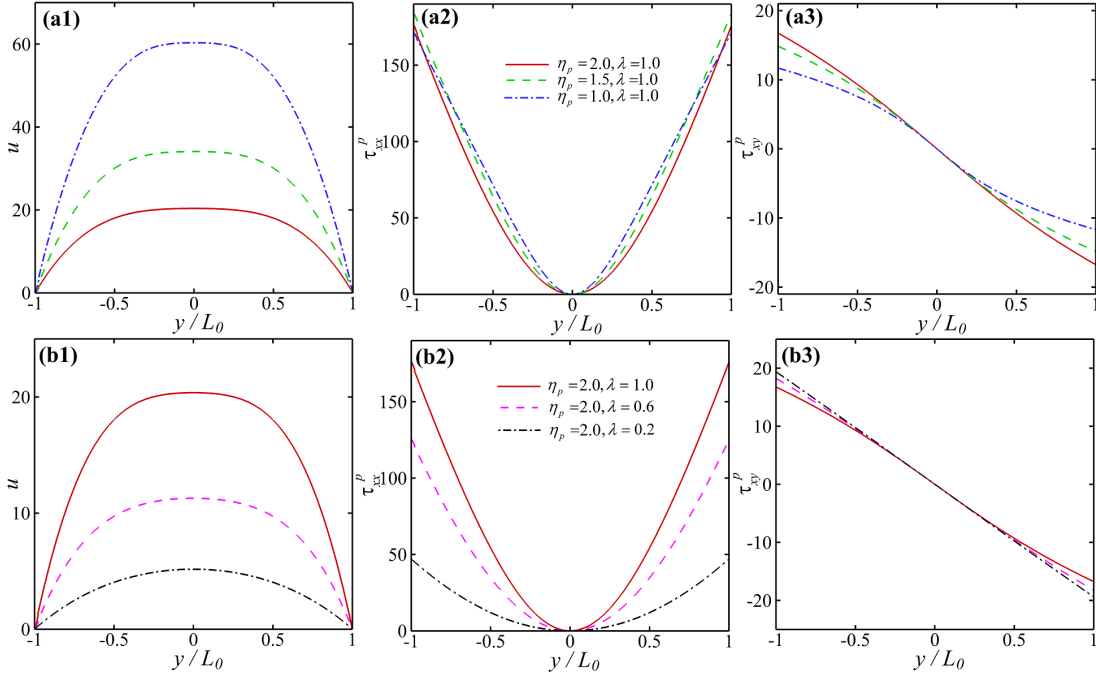 (a1)
u
60
40
20
0
-1 -0.5 0 0.5 1
y / L₀
(a2)
τᵖₓₓ
150
100
50
0
ηₚ = 2.0, λ = 1.0
ηₚ = 1.5, λ = 1.0
ηₚ = 1.0, λ = 1.0
-1 -0.5 0 0.5 1
y / L₀
(a3)
τᵖₓᵧ
20
10
0
-10
-20
-1 -0.5 0 0.5 1
y / L₀
(b1)
u
20
10
0
-1 -0.5 0 0.5 1
y / L₀
(b2)
τᵖₓₓ
150
100
50
0
ηₚ = 2.0, λ = 1.0
ηₚ = 2.0, λ = 0.6
ηₚ = 2.0, λ = 0.2
-1 -0.5 0 0.5 1
y / L₀
(b3)
τᵖₓᵧ
20
10
0
-10
-20
-1 -0.5 0 0.5 1
y / L₀